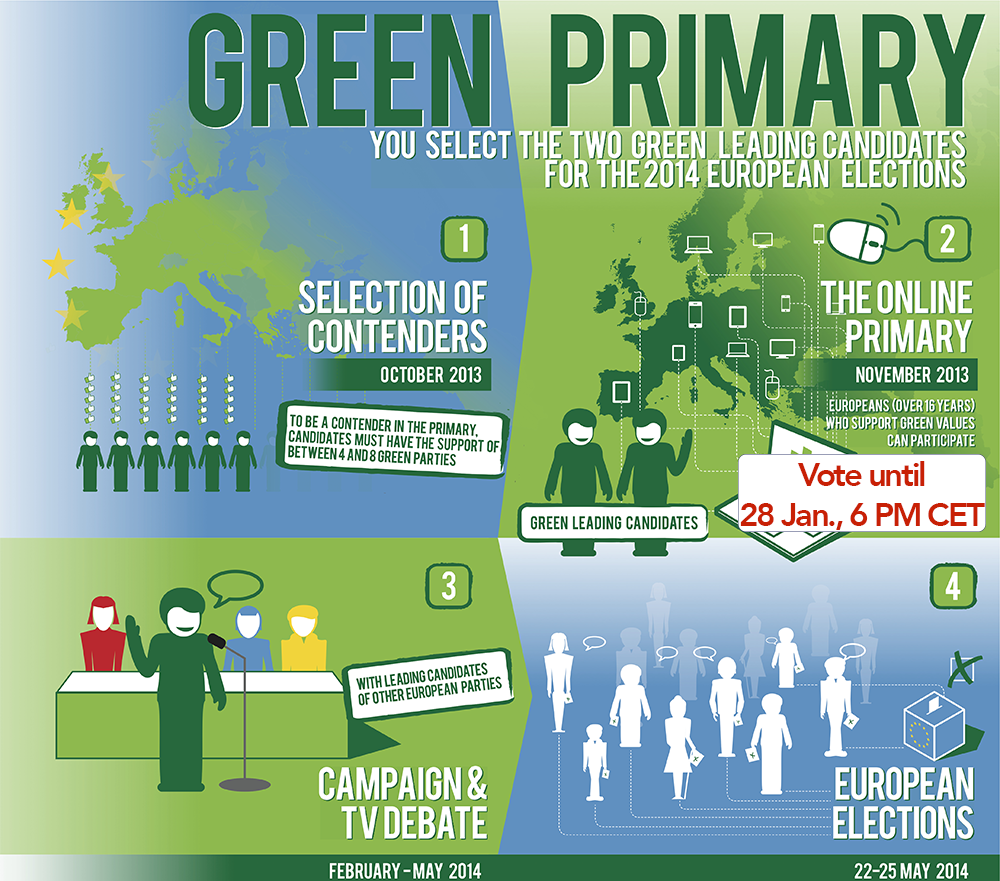 GREEN PRIMARY
YOU SELECT THE TWO GREEN LEADING CANDIDATES
FOR THE 2014 EUROPEAN ELECTIONS
1
SELECTION OF
CONTENDERS
OCTOBER 2013
TO BE A CONTENDER IN THE PRIMARY,
CANDIDATES MUST HAVE THE SUPPORT OF
BETWEEN 4 AND 8 GREEN PARTIES
2
THE ONLINE
PRIMARY
NOVEMBER 2013
EUROPEANS (OVER 16 YEARS)
WHO SUPPORT GREEN VALUES
CAN PARTICIPATE
Vote until
28 Jan., 6 PM CET
GREEN LEADING CANDIDATES
3
WITH LEADING CANDIDATES
OF OTHER EUROPEAN PARTIES
CAMPAIGN &
TV DEBATE
FEBRUARY – MAY 2014
4
EUROPEAN
ELECTIONS
22-25 MAY 2014